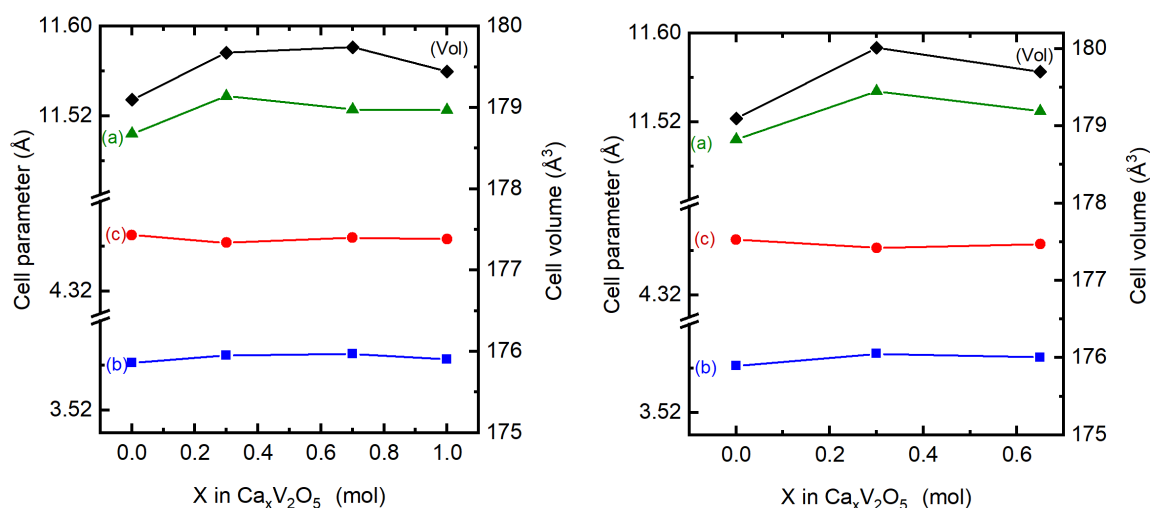 11.60
11.52
4.32
3.52
Cell parameter (Å)
(Vol)
(a)
(c)
(b)
180
179
178
177
176
175
Cell volume (Å³)
0.0 0.2 0.4 0.6 0.8 1.0
X in CaₓV₂O₅ (mol)
11.60
11.52
4.32
3.52
Cell parameter (Å)
(Vol)
(a)
(c)
(b)
180
179
178
177
176
175
Cell volume (Å³)
0.0 0.2 0.4 0.6
X in CaₓV₂O₅ (mol)